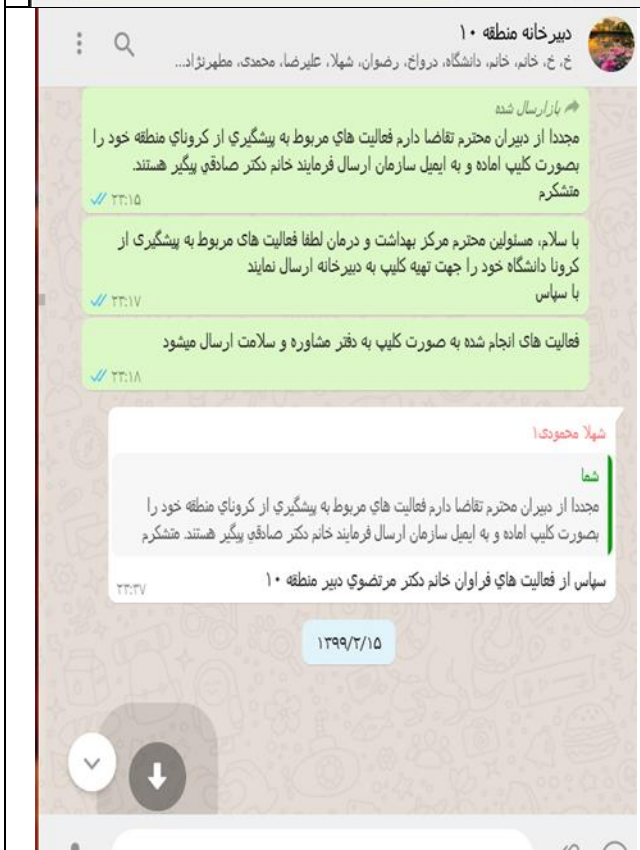 دبیرخانه منطقه ۱۰
خ، خ، خانم، خانم، دانشگاه، درواخ، رضوان، شهلا، علیرضا، محمدی، مطهرنژاد...
بازارسال شده
مجددا از دبیران محترم تقاضا دارم فعالیت هاي مربوط به پیشگیري از کروناي منطقه خود را
بصورت کلیپ اماده و به ایمیل سازمان ارسال فرمایند خانم دکتر صادقي پیگیر هستند.
متشکرم
۲۳:۱۵
با سلام، مسئولین محترم مرکز بهداشت و درمان لطفا فعالیت های مربوط به پیشگیری از
کرونا دانشگاه خود را جهت تهیه کلیپ به دبیرخانه ارسال نمایند
با سپاس
۲۳:۱۷
فعالیت های انجام شده به صورت کلیپ به دفتر مشاوره و سلامت ارسال میشود
۲۳:۱۸
شهلا محمودی۱
شما
مجددا از دبیران محترم تقاضا دارم فعالیت هاي مربوط به پیشگیري از کروناي منطقه خود را
بصورت کلیپ اماده و به ایمیل سازمان ارسال فرمایند خانم دکتر صادقي پیگیر هستند. متشکرم
سپاس از فعالیت هاي فراوان خانم دکتر مرتضوي دبیر منطقه ۱۰
۲۳:۳۷
۱۳۹۹/۲/۱۵